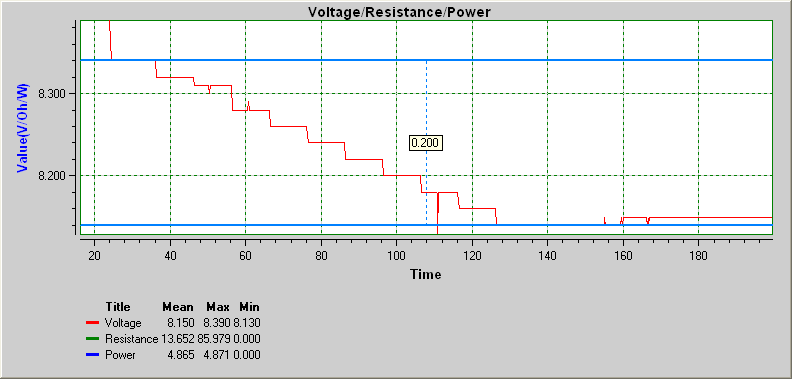 Voltage/Resistance/Power
Value(V/Oh/W)
8.300
8.200
0.200
20 40 60 80 100 120 140 160 180
Time
Title Mean Max Min
Voltage 8.150 8.390 8.130
Resistance 13.652 85.979 0.000
Power 4.865 4.871 0.000